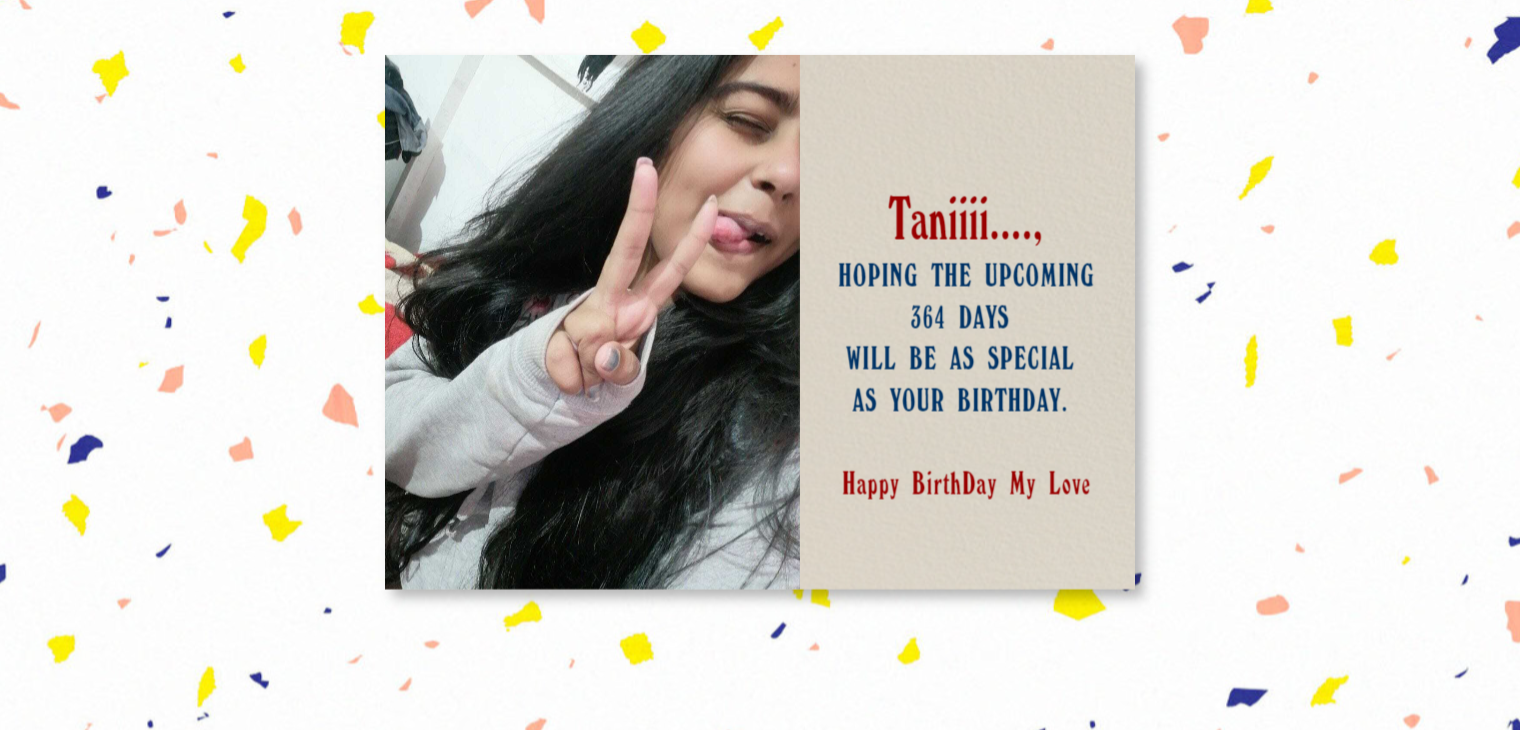 Taniiii....,
HOPING THE UPCOMING
364 DAYS
WILL BE AS SPECIAL
AS YOUR BIRTHDAY.
Happy BirthDay My Love